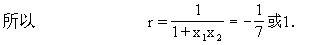 所以 r = 1/(1+x₁x₂) = -1/7 或1.